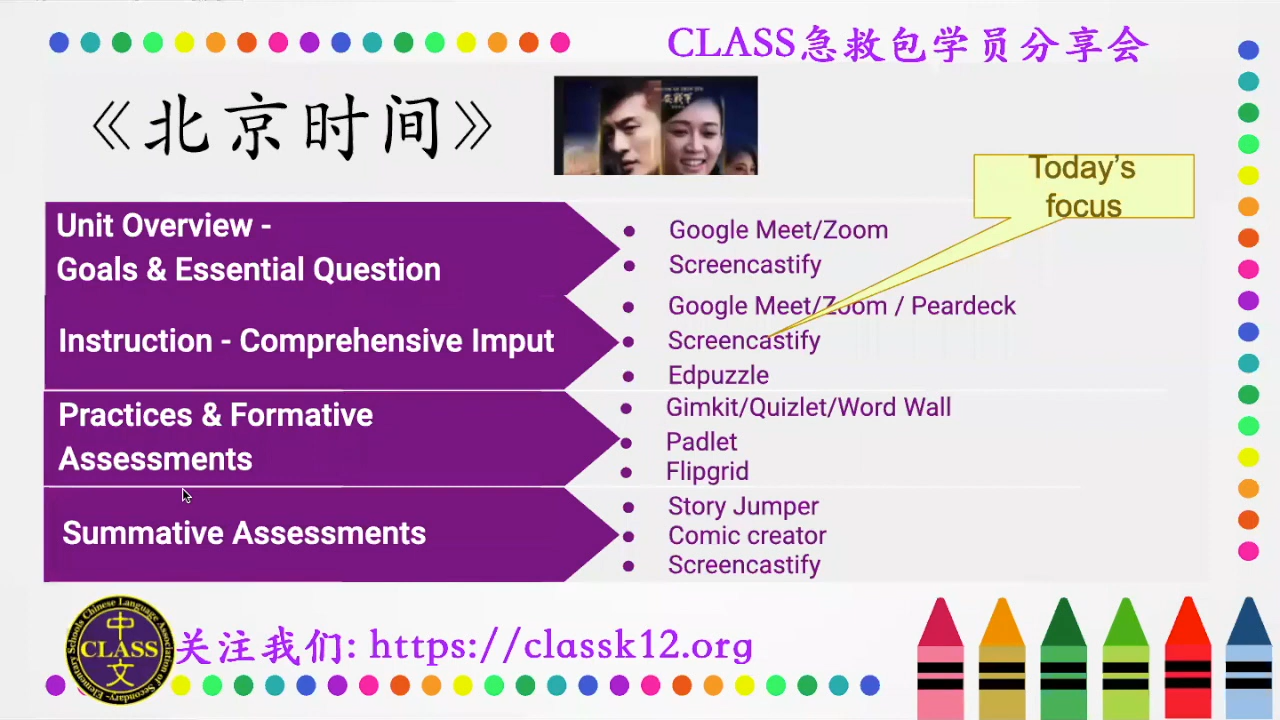 CLASS急救包学员分享会
《北京时间》
Today's
focus
Unit Overview -
Goals & Essential Question
Google Meet/Zoom
Screencastify
Instruction - Comprehensive Imput
Google Meet/Zoom / Peardeck
Screencastify
Edpuzzle
Practices & Formative
Assessments
Gimkit/Quizlet/Word Wall
Padlet
Flipgrid
Summative Assessments
Story Jumper
Comic creator
Screencastify
中
CLASS
文
关注我们: https://classk12.org